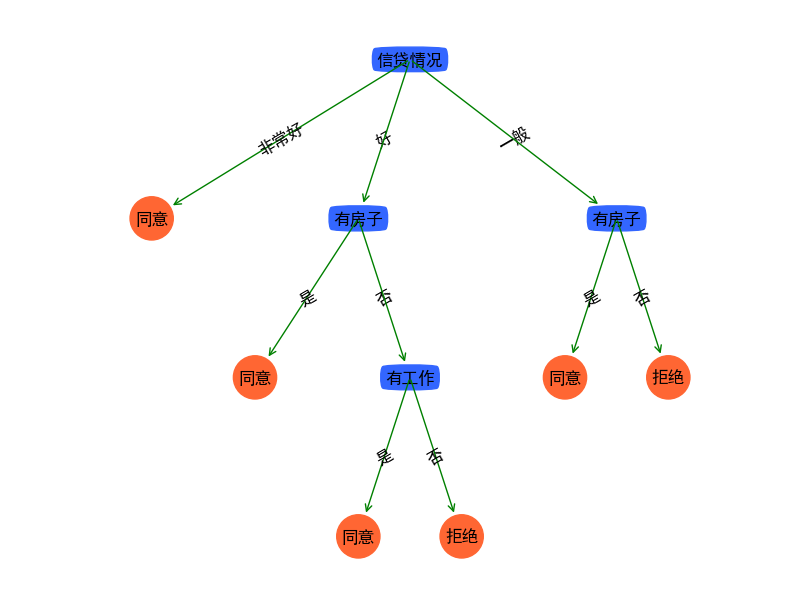 信贷情况
非常好
好
一般
同意
有房子
有房子
是
否
是
否
同意
有工作
同意
拒绝
是
否
同意
拒绝